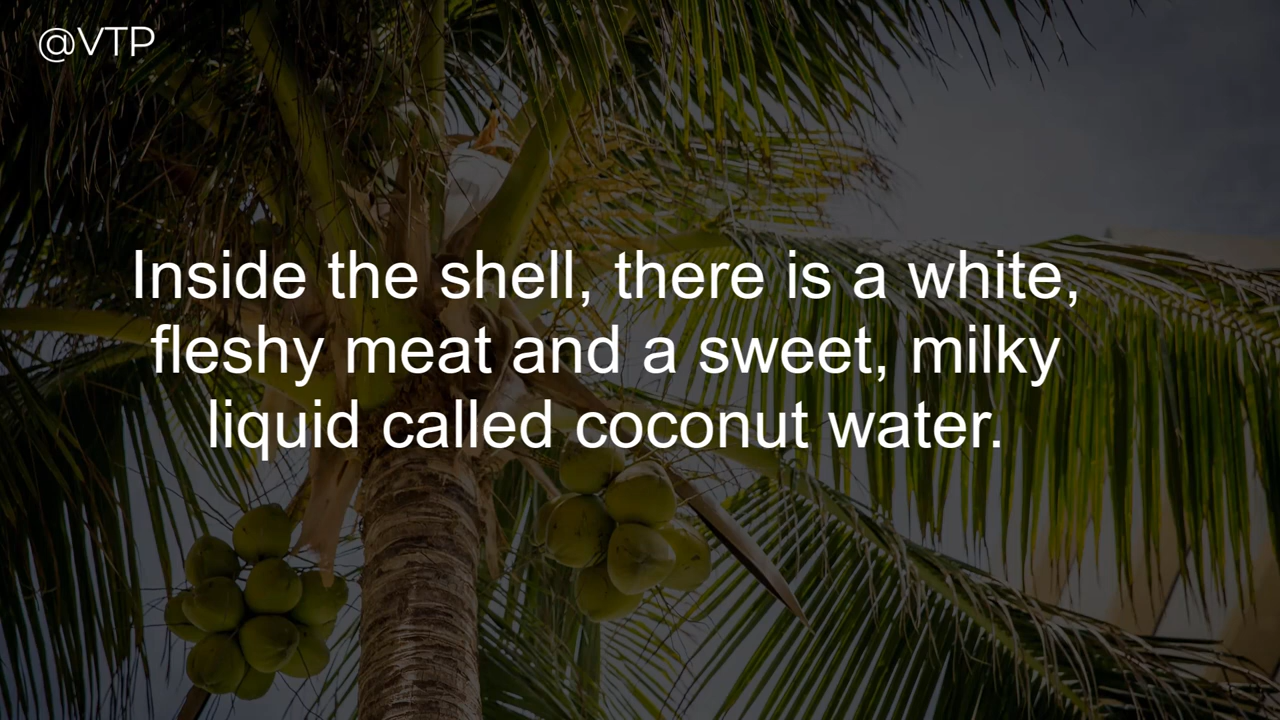 @VTP
Inside the shell, there is a white,
fleshy meat and a sweet, milky
liquid called coconut water.